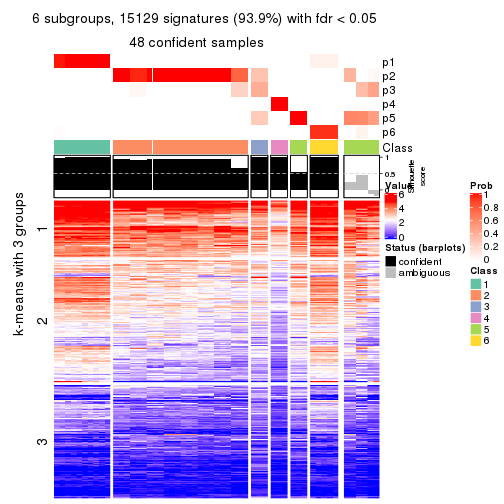 6 subgroups, 15129 signatures (93.9%) with fdr < 0.05
48 confident samples
p1
p2
p3
p4
p5
p6
Class
1
0.5
0
Silhouette
score
k-means with 3 groups
1
2
3
Value
6
4
2
0
Status (barplots)
confident
ambiguous
Prob
1
0.8
0.6
0.4
0.2
0
Class
1
2
3
4
5
6